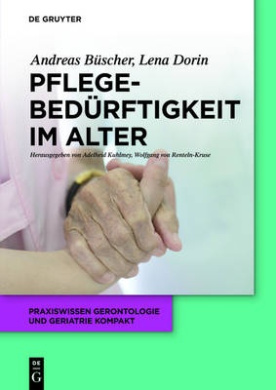 DE GRUYTER
Andreas Büscher, Lena Dorin
PFLEGE-
BEDÜRFTIGKEIT
IM ALTER
Herausgegeben von Adelheid Kuhlmey, Wolfgang von Renteln-Kruse
PRAXISWISSEN GERONTOLOGIE
UND GERIATRIE KOMPAKT
DE
G